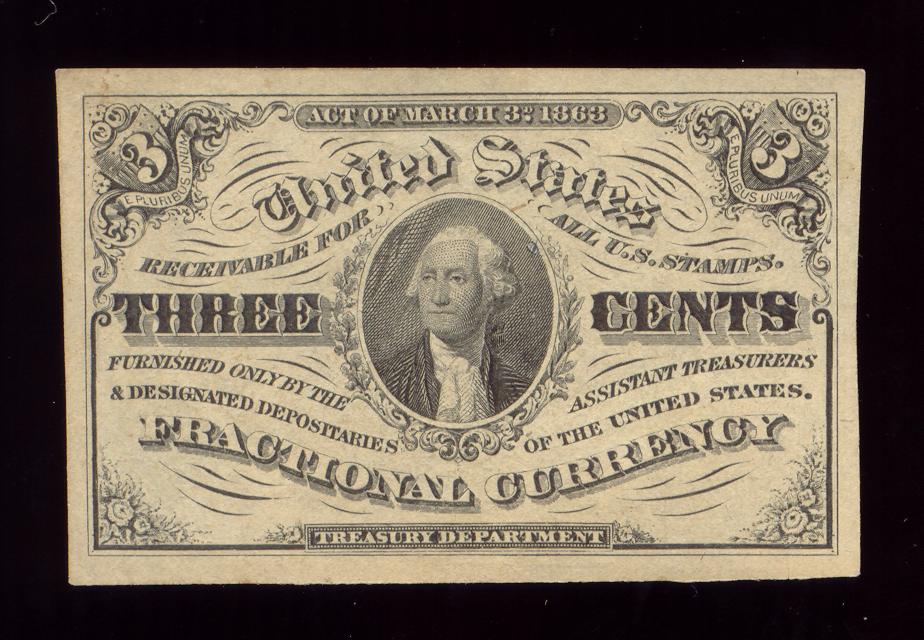 ACT OF MARCH 3D. 1863
3
E PLURIBUS UNUM
3
E PLURIBUS UNUM
United States
RECEIVABLE FOR ALL U.S. STAMPS.
THREE CENTS
FURNISHED ONLY BY THE ASSISTANT TREASURERS
& DESIGNATED DEPOSITARIES OF THE UNITED STATES.
FRACTIONAL CURRENCY
TREASURY DEPARTMENT